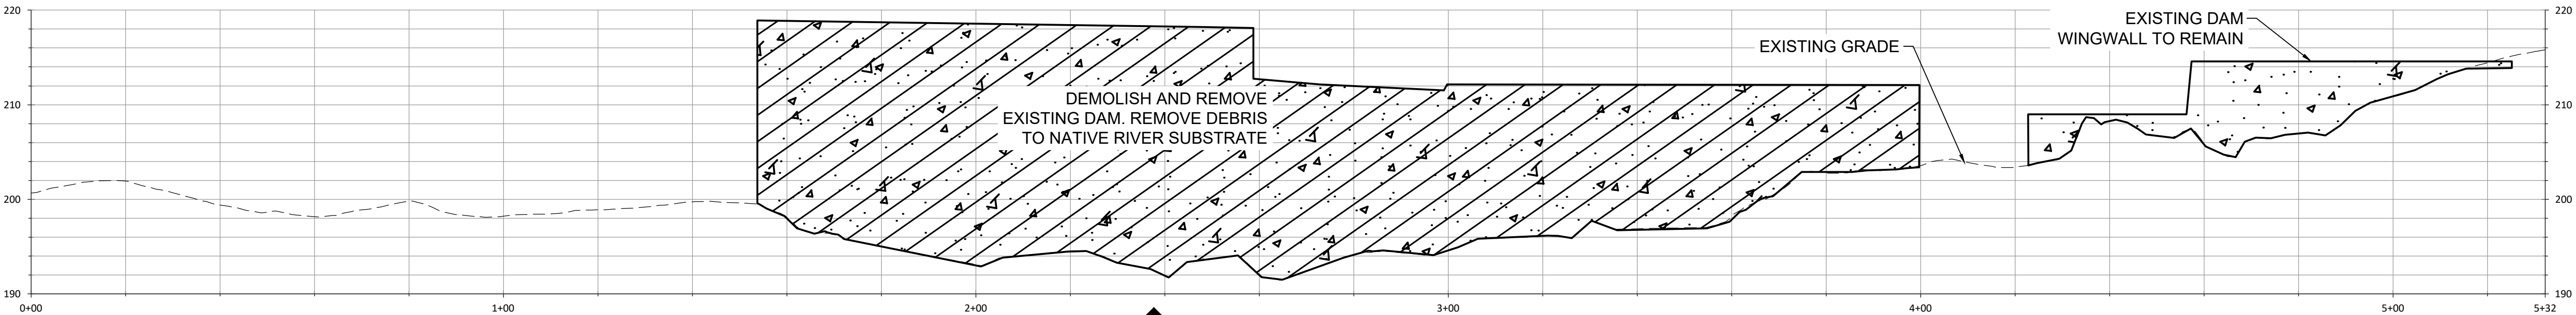 220
220
EXISTING DAM
WINGWALL TO REMAIN
EXISTING GRADE
DEMOLISH AND REMOVE
EXISTING DAM. REMOVE DEBRIS
TO NATIVE RIVER SUBSTRATE
210
210
200
200
190
190
0+00
1+00
2+00
3+00
4+00
5+00
5+32